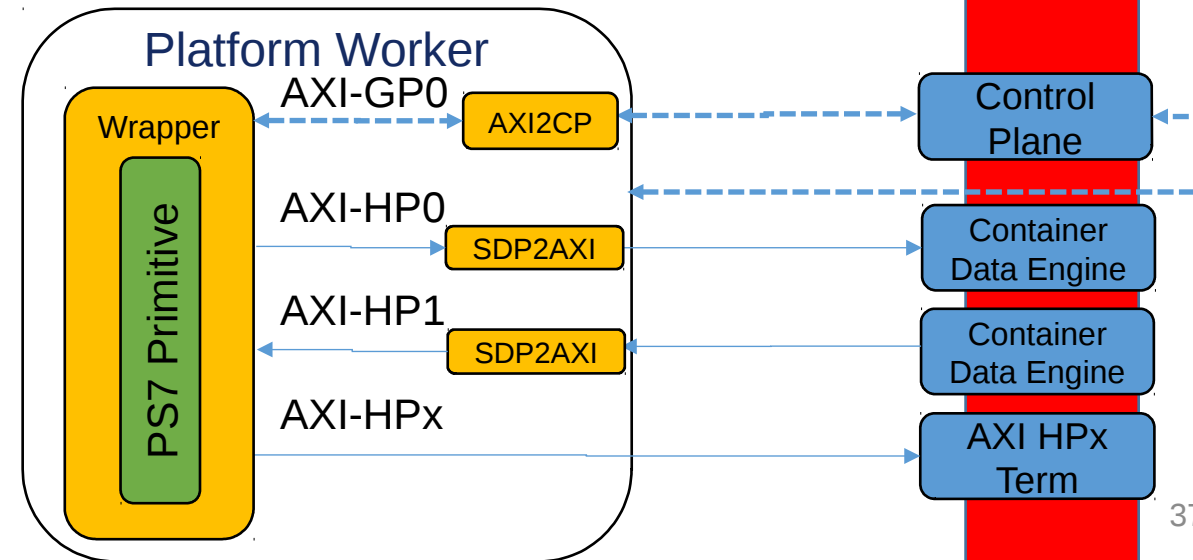 Platform Worker
AXI-GP0
Wrapper
AXI2CP
Control
Plane
PS7 Primitive
AXI-HP0
SDP2AXI
Container
Data Engine
AXI-HP1
SDP2AXI
Container
Data Engine
AXI-HPx
AXI HPx
Term
37